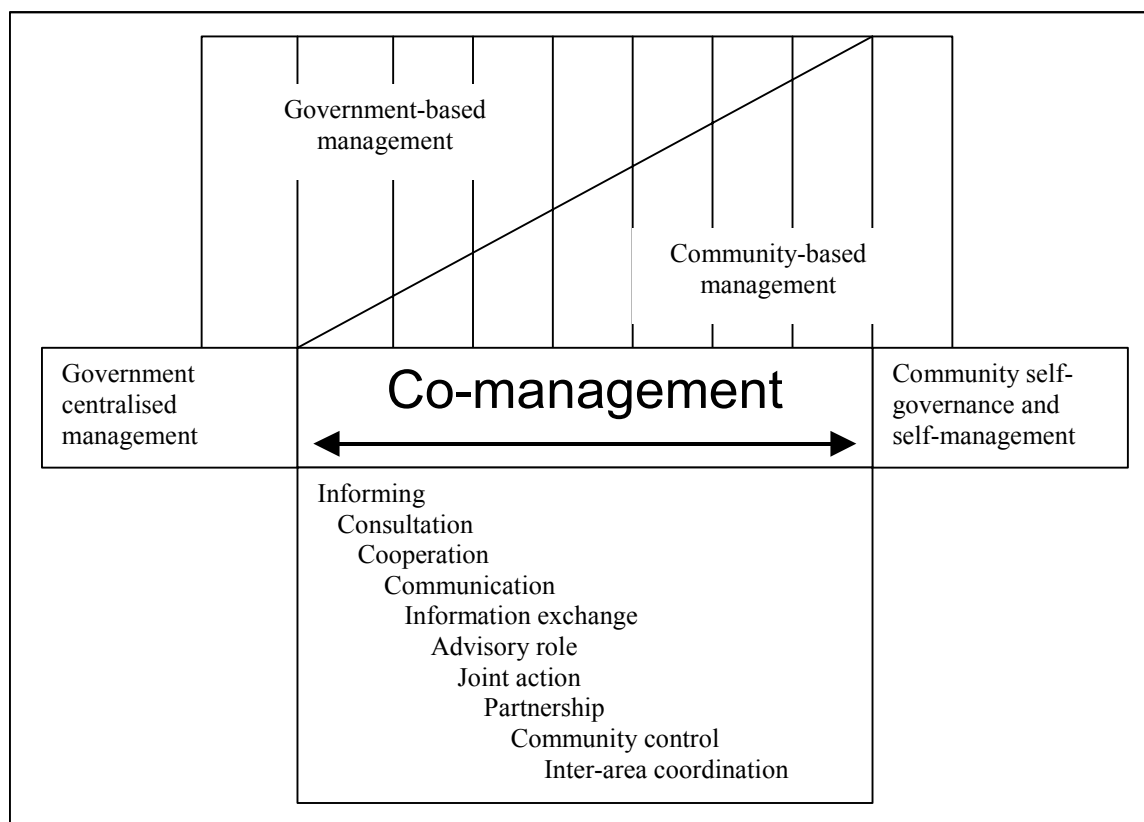 Government-based
management
Community-based
management
Government
centralised
management
Co-management
Community self-
governance and
self-management
Informing
Consultation
Cooperation
Communication
Information exchange
Advisory role
Joint action
Partnership
Community control
Inter-area coordination